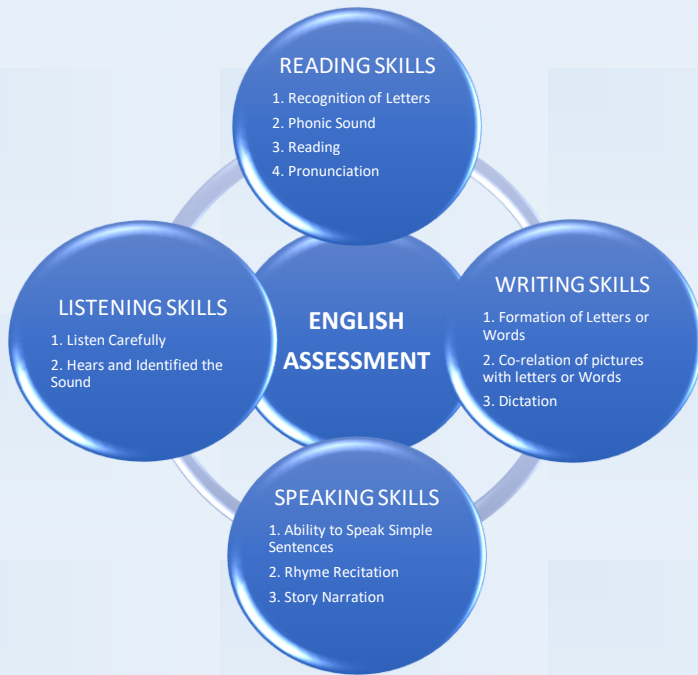 READING SKILLS
1. Recognition of Letters
2. Phonic Sound
3. Reading
4. Pronunciation
WRITING SKILLS
1. Formation of Letters or
Words
2. Co-relation of pictures
with letters or Words
3. Dictation
SPEAKING SKILLS
1. Ability to Speak Simple
Sentences
2. Rhyme Recitation
3. Story Narration
LISTENING SKILLS
1. Listen Carefully
2. Hears and Identified the
Sound
ENGLISH
ASSESSMENT